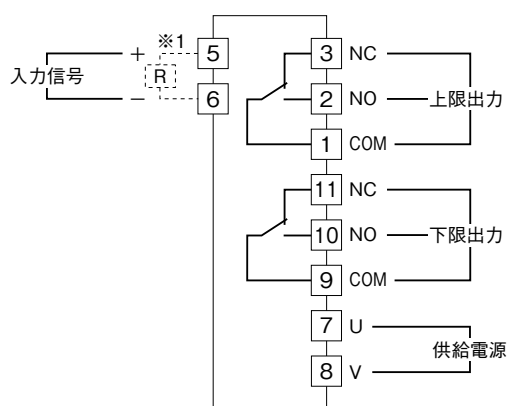 ※1
入力信号
+
R
−
5
6
3 NC
2 NO 上限出力
1 COM
11 NC
10 NO 下限出力
9 COM
7 U
供給電源
8 V